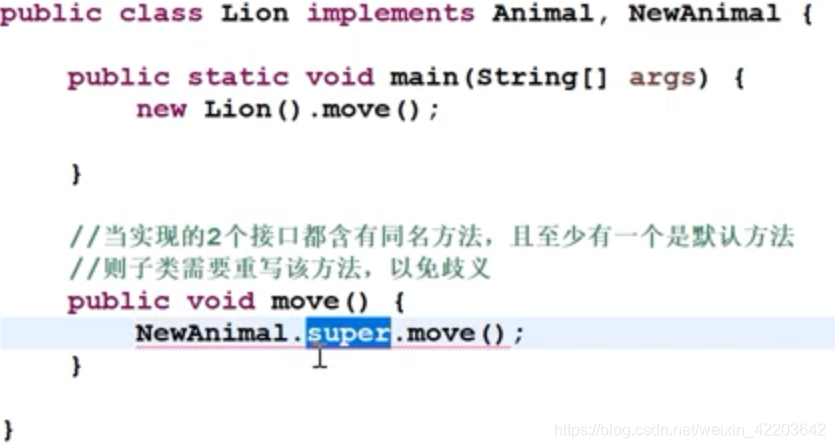 public class Lion implements Animal, NewAnimal {
public static void main(String[] args) {
new Lion().move();
}
//当实现的2个接口都含有同名方法，且至少有一个是默认方法
//则子类需要重写该方法，以免歧义
public void move() {
NewAnimal.super.move();
}
}
https://blog.csdn.net/weixin_42203642